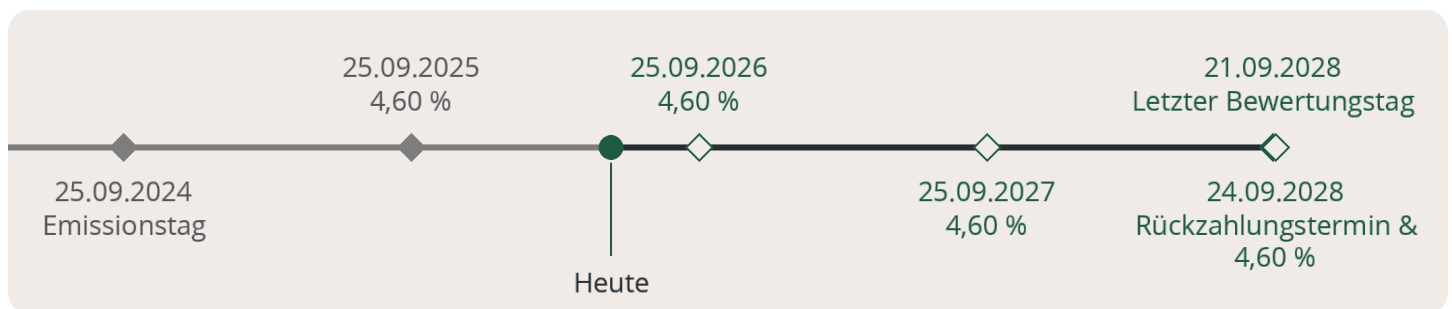 25.09.2025
4,60 %
25.09.2026
4,60 %
21.09.2028
Letzter Bewertungstag
25.09.2024
Emissionstag
25.09.2027
4,60 %
24.09.2028
Rückzahlungstermin &
4,60 %
Heute